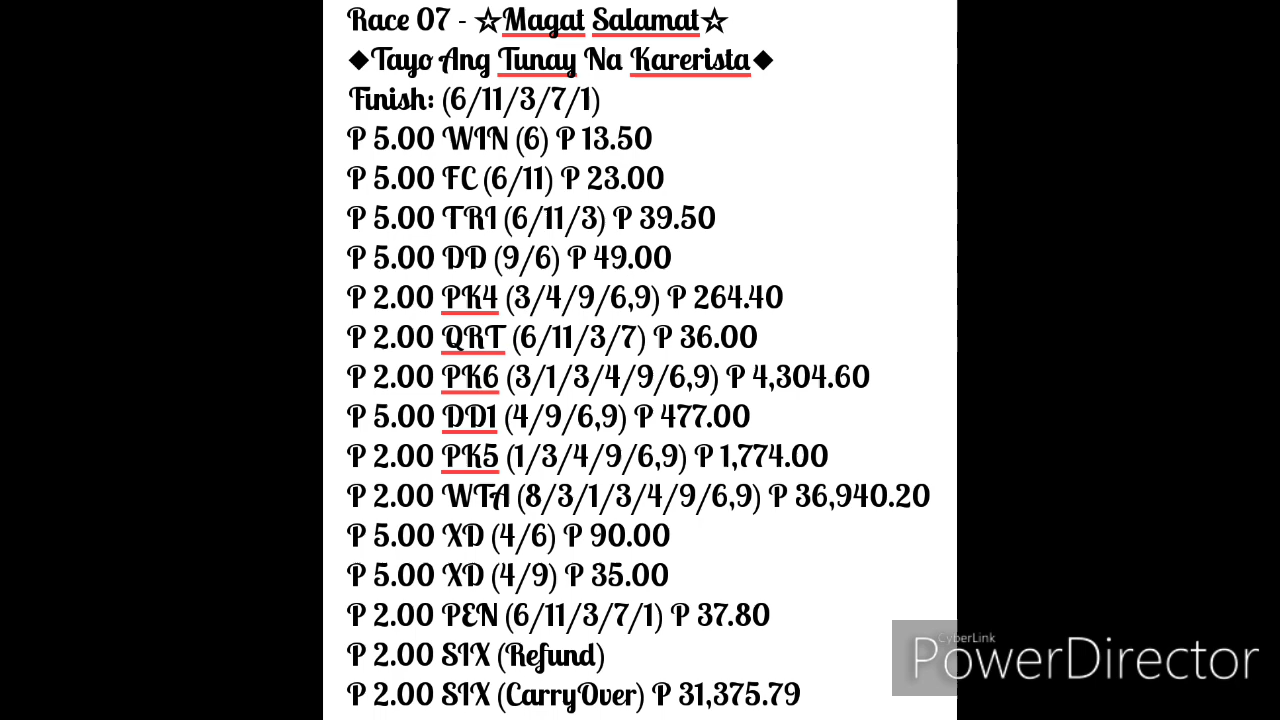 Race 07 - ☆Magat Salamat☆
◆Tayo Ang Tunay Na Karerista◆
Finish: (6/11/3/7/1)
P 5.00 WIN (6) P 13.50
P 5.00 FC (6/11) P 23.00
P 5.00 TRI (6/11/3) P 39.50
P 5.00 DD (9/6) P 49.00
P 2.00 PK4 (3/4/9/6,9) P 264.40
P 2.00 QRT (6/11/3/7) P 36.00
P 2.00 PK6 (3/1/3/4/9/6,9) P 4,304.60
P 5.00 DD1 (4/9/6,9) P 477.00
P 2.00 PK5 (1/3/4/9/6,9) P 1,774.00
P 2.00 WTA (8/3/1/3/4/9/6,9) P 36,940.20
P 5.00 XD (4/6) P 90.00
P 5.00 XD (4/9) P 35.00
P 2.00 PEN (6/11/3/7/1) P 37.80
P 2.00 SIX (Refund)
P 2.00 SIX (CarryOver) P 31,375.79
CyberLink
PowerDirector